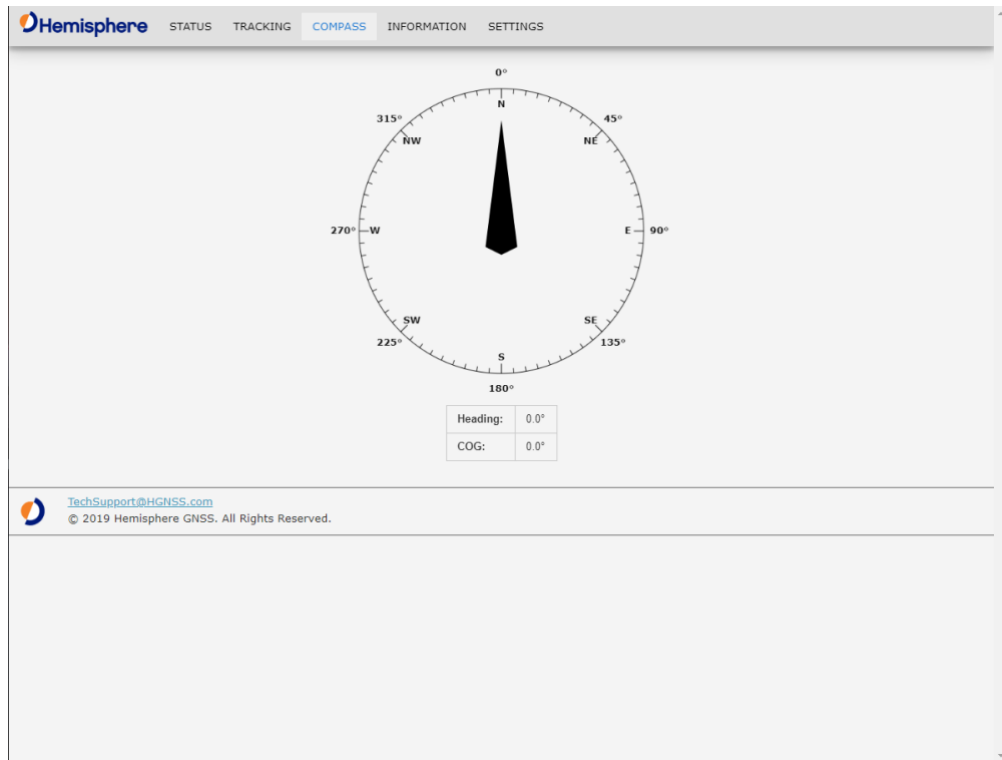 Hemisphere STATUS TRACKING COMPASS INFORMATION SETTINGS
0°
N
315° 45°
NW NE
270° W E 90°
SW SE
225° 135°
S
180°
Heading: 0.0°
COG: 0.0°
TechSupport@HGNSS.com
© 2019 Hemisphere GNSS. All Rights Reserved.